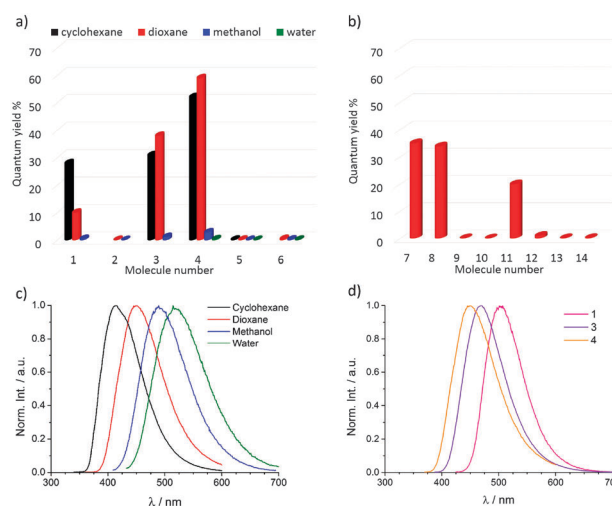 a)
cyclohexane dioxane methanol water
Quantum yield %
70
60
50
40
30
20
10
0
1 2 3 4 5 6
Molecule number
b)
Quantum yield %
70
60
50
40
30
20
10
0
7 8 9 10 11 12 13 14
Molecule number
c)
Norm. Int. / a.u.
1.0
0.8
0.6
0.4
0.2
0.0
Cyclohexane
Dioxane
Methanol
Water
300 400 500 600 700
λ / nm
d)
Norm. Int. / a.u.
1.0
0.8
0.6
0.4
0.2
0.0
1
3
4
300 400 500 600 700
λ / nm